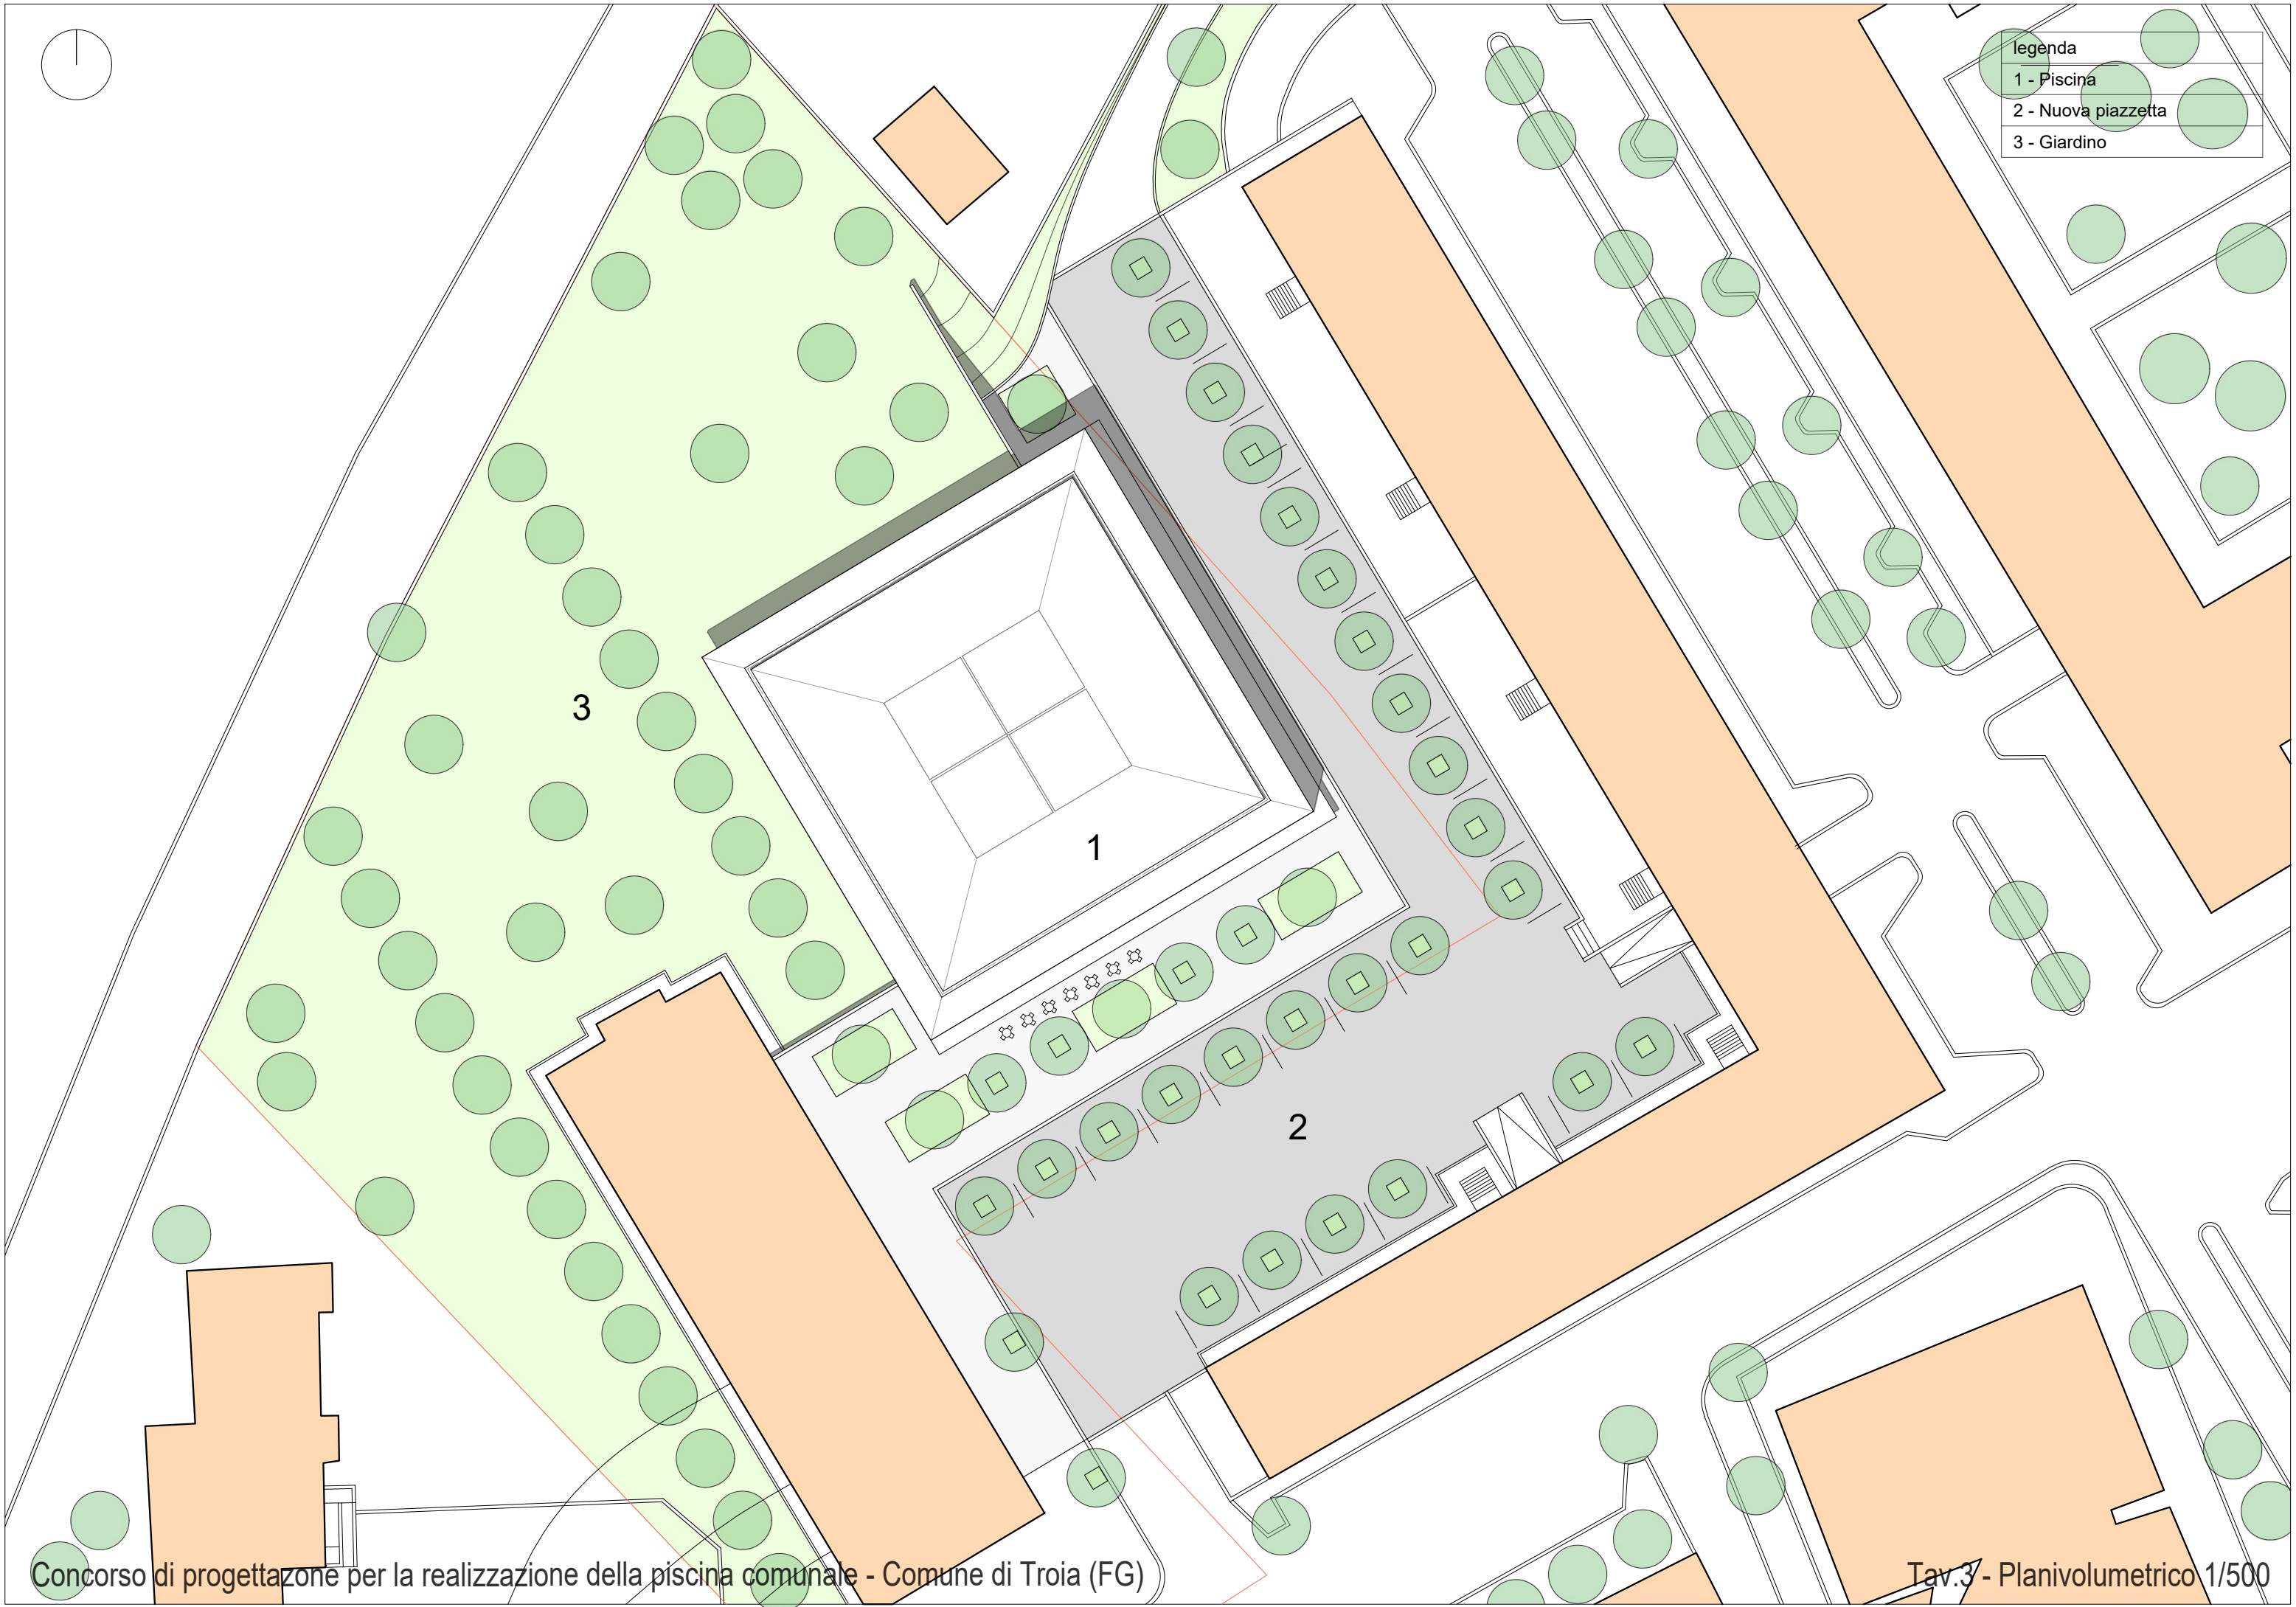 legenda
1 - Piscina
2 - Nuova piazzetta
3 - Giardino
3
1
2
Concorso di progettazone per la realizzazione della piscina comunale - Comune di Troia (FG)
Tav.3 - Planivolumetrico 1/500